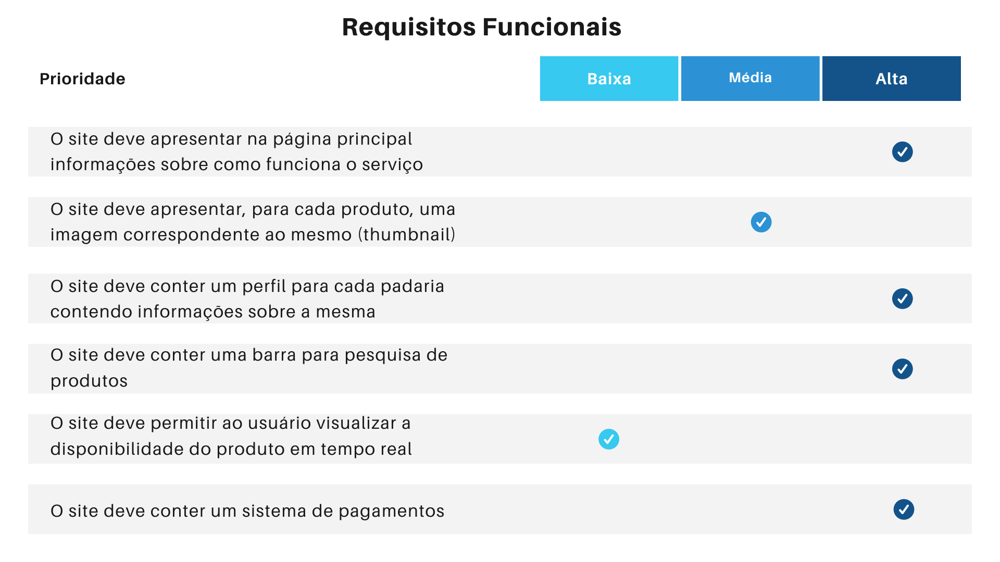 Requisitos Funcionais
Prioridade
Baixa
Média
Alta
O site deve apresentar na página principal
informações sobre como funciona o serviço
O site deve apresentar, para cada produto, uma
imagem correspondente ao mesmo (thumbnail)
O site deve conter um perfil para cada padaria
contendo informações sobre a mesma
O site deve conter uma barra para pesquisa de
produtos
O site deve permitir ao usuário visualizar a
disponibilidade do produto em tempo real
O site deve conter um sistema de pagamentos